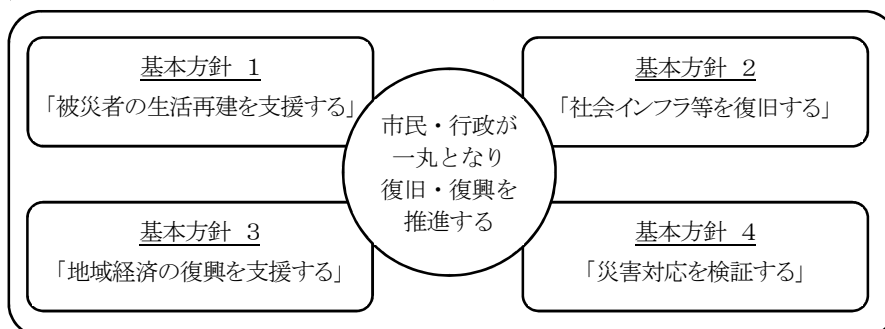 基本方針 1
「被災者の生活再建を支援する」
基本方針 2
「社会インフラ等を復旧する」
市民・行政が
一丸となり
復旧・復興を
推進する
基本方針 3
「地域経済の復興を支援する」
基本方針 4
「災害対応を検証する」